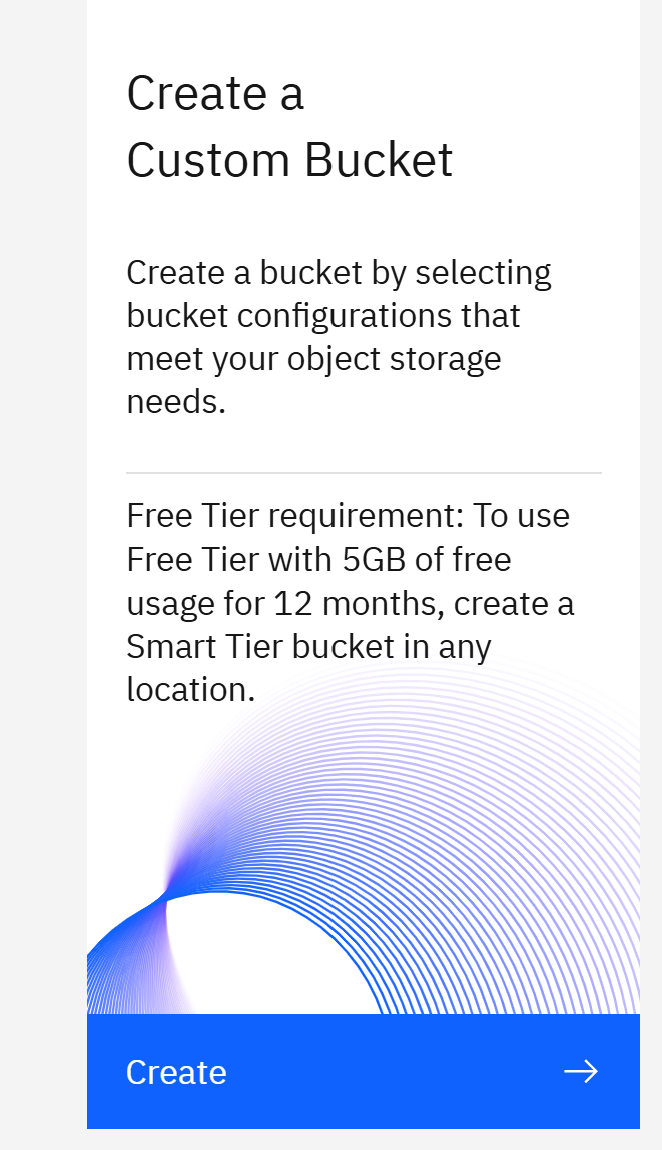 Create a
Custom Bucket
Create a bucket by selecting
bucket configurations that
meet your object storage
needs.
Free Tier requirement: To use
Free Tier with 5GB of free
usage for 12 months, create a
Smart Tier bucket in any
location.
Create